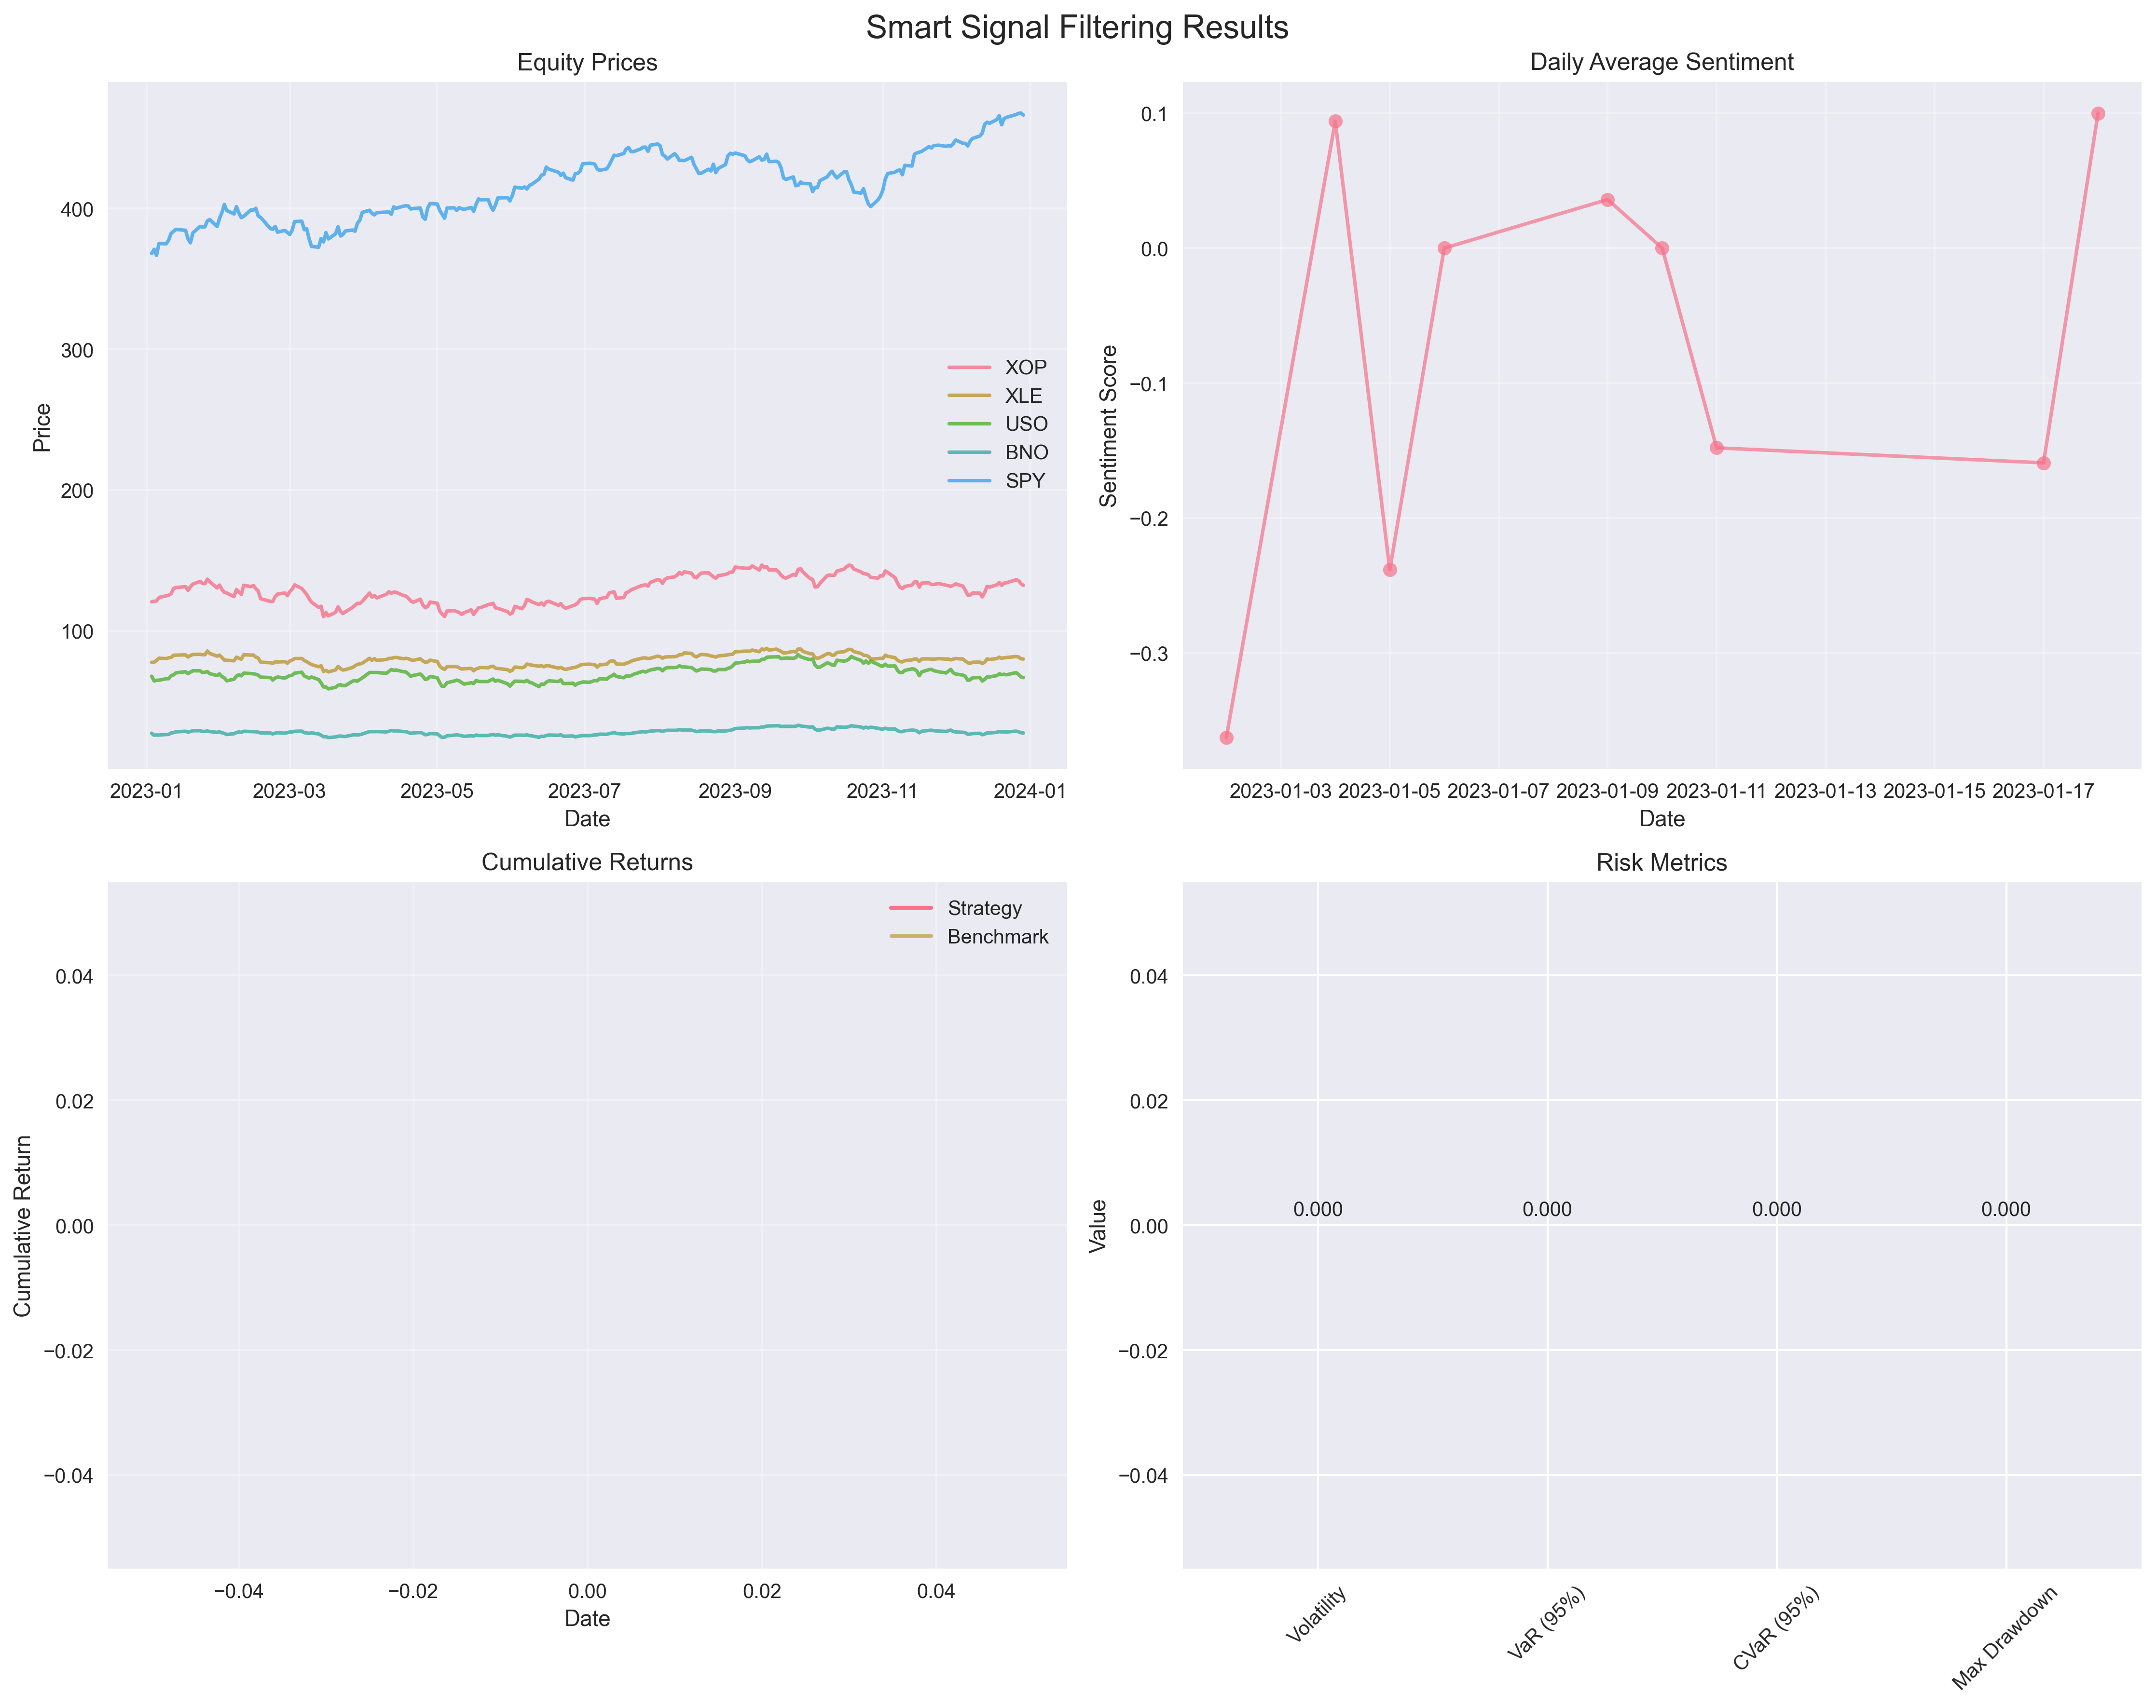 Smart Signal Filtering Results
Equity Prices
Price
400
300
200
100
XOP
XLE
USO
BNO
SPY
2023-01 2023-03 2023-05 2023-07 2023-09 2023-11 2024-01
Date
Daily Average Sentiment
Sentiment Score
0.1
0.0
−0.1
−0.2
−0.3
2023-01-03 2023-01-05 2023-01-07 2023-01-09 2023-01-11 2023-01-13 2023-01-15 2023-01-17
Date
Cumulative Returns
Cumulative Return
Strategy
Benchmark
0.04
0.02
0.00
−0.02
−0.04
−0.04 −0.02 0.00 0.02 0.04
Date
Risk Metrics
Value
0.04
0.02
0.00
−0.02
−0.04
0.000 0.000 0.000 0.000
Volatility
VaR (95%)
CVaR (95%)
Max Drawdown